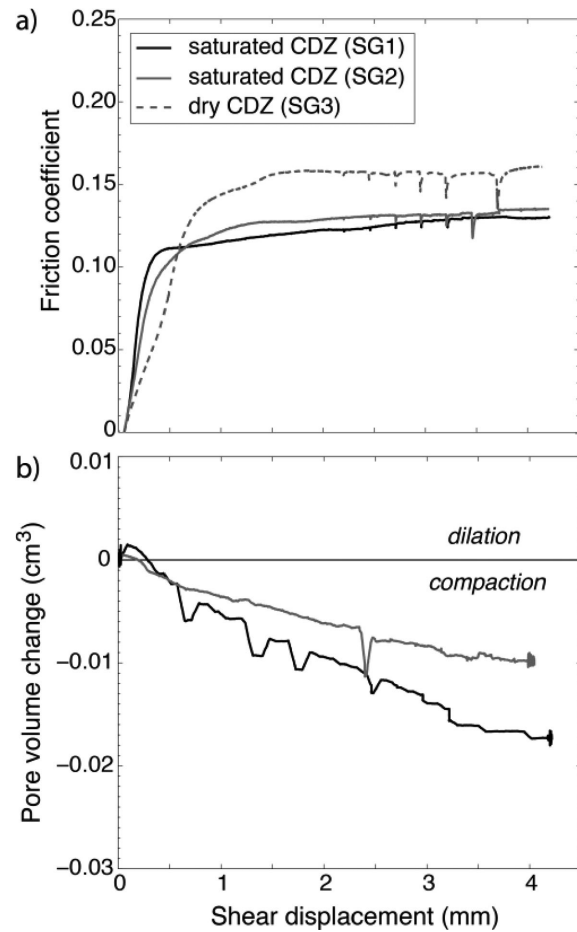 a)
0.25
saturated CDZ (SG1)
saturated CDZ (SG2)
dry CDZ (SG3)
0.20
0.15
0.10
0.05
0
Friction coefficient
b)
0.01
dilation
0
compaction
-0.01
-0.02
-0.03
Pore volume change (cm³)
0 1 2 3 4
Shear displacement (mm)